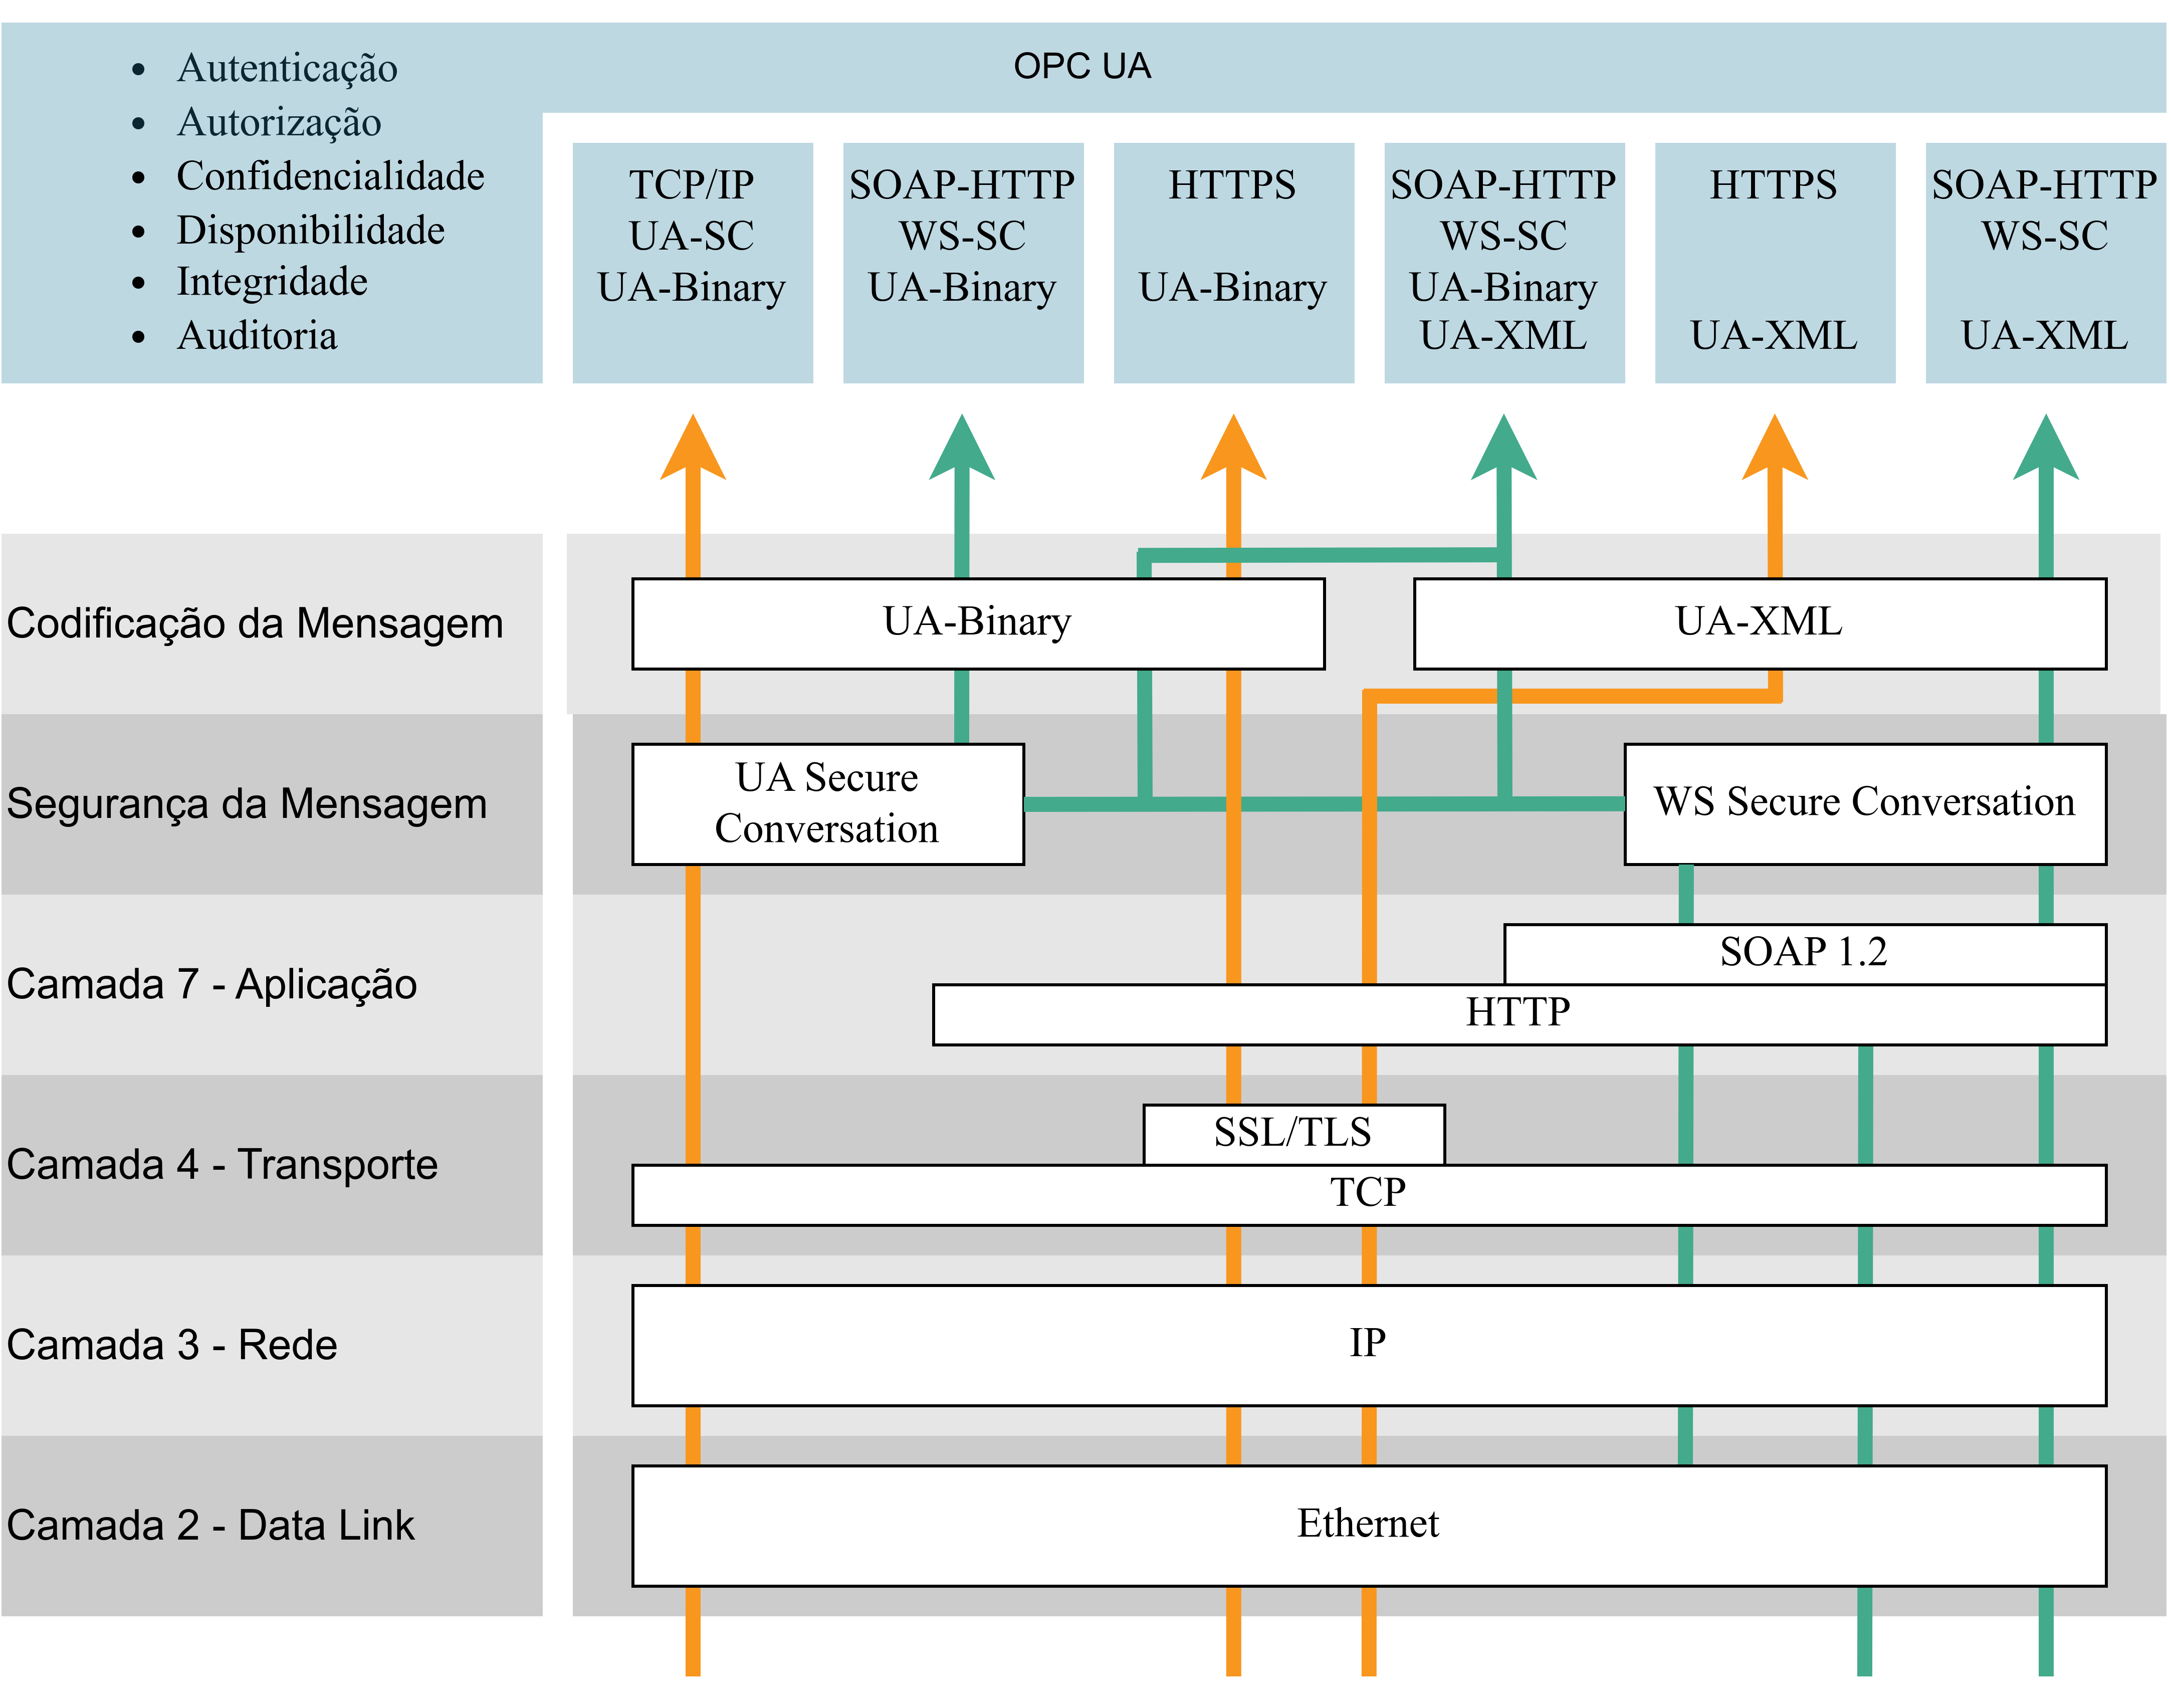 OPC UA
• Autenticação
• Autorização
• Confidencialidade
• Disponibilidade
• Integridade
• Auditoria
TCP/IP
UA-SC
UA-Binary
SOAP-HTTP
WS-SC
UA-Binary
HTTPS
UA-Binary
SOAP-HTTP
WS-SC
UA-Binary
UA-XML
HTTPS
UA-XML
SOAP-HTTP
WS-SC
UA-XML
Codificação da Mensagem
UA-Binary
UA-XML
Segurança da Mensagem
UA Secure
Conversation
WS Secure Conversation
Camada 7 - Aplicação
SOAP 1.2
HTTP
Camada 4 - Transporte
SSL/TLS
TCP
Camada 3 - Rede
IP
Camada 2 - Data Link
Ethernet